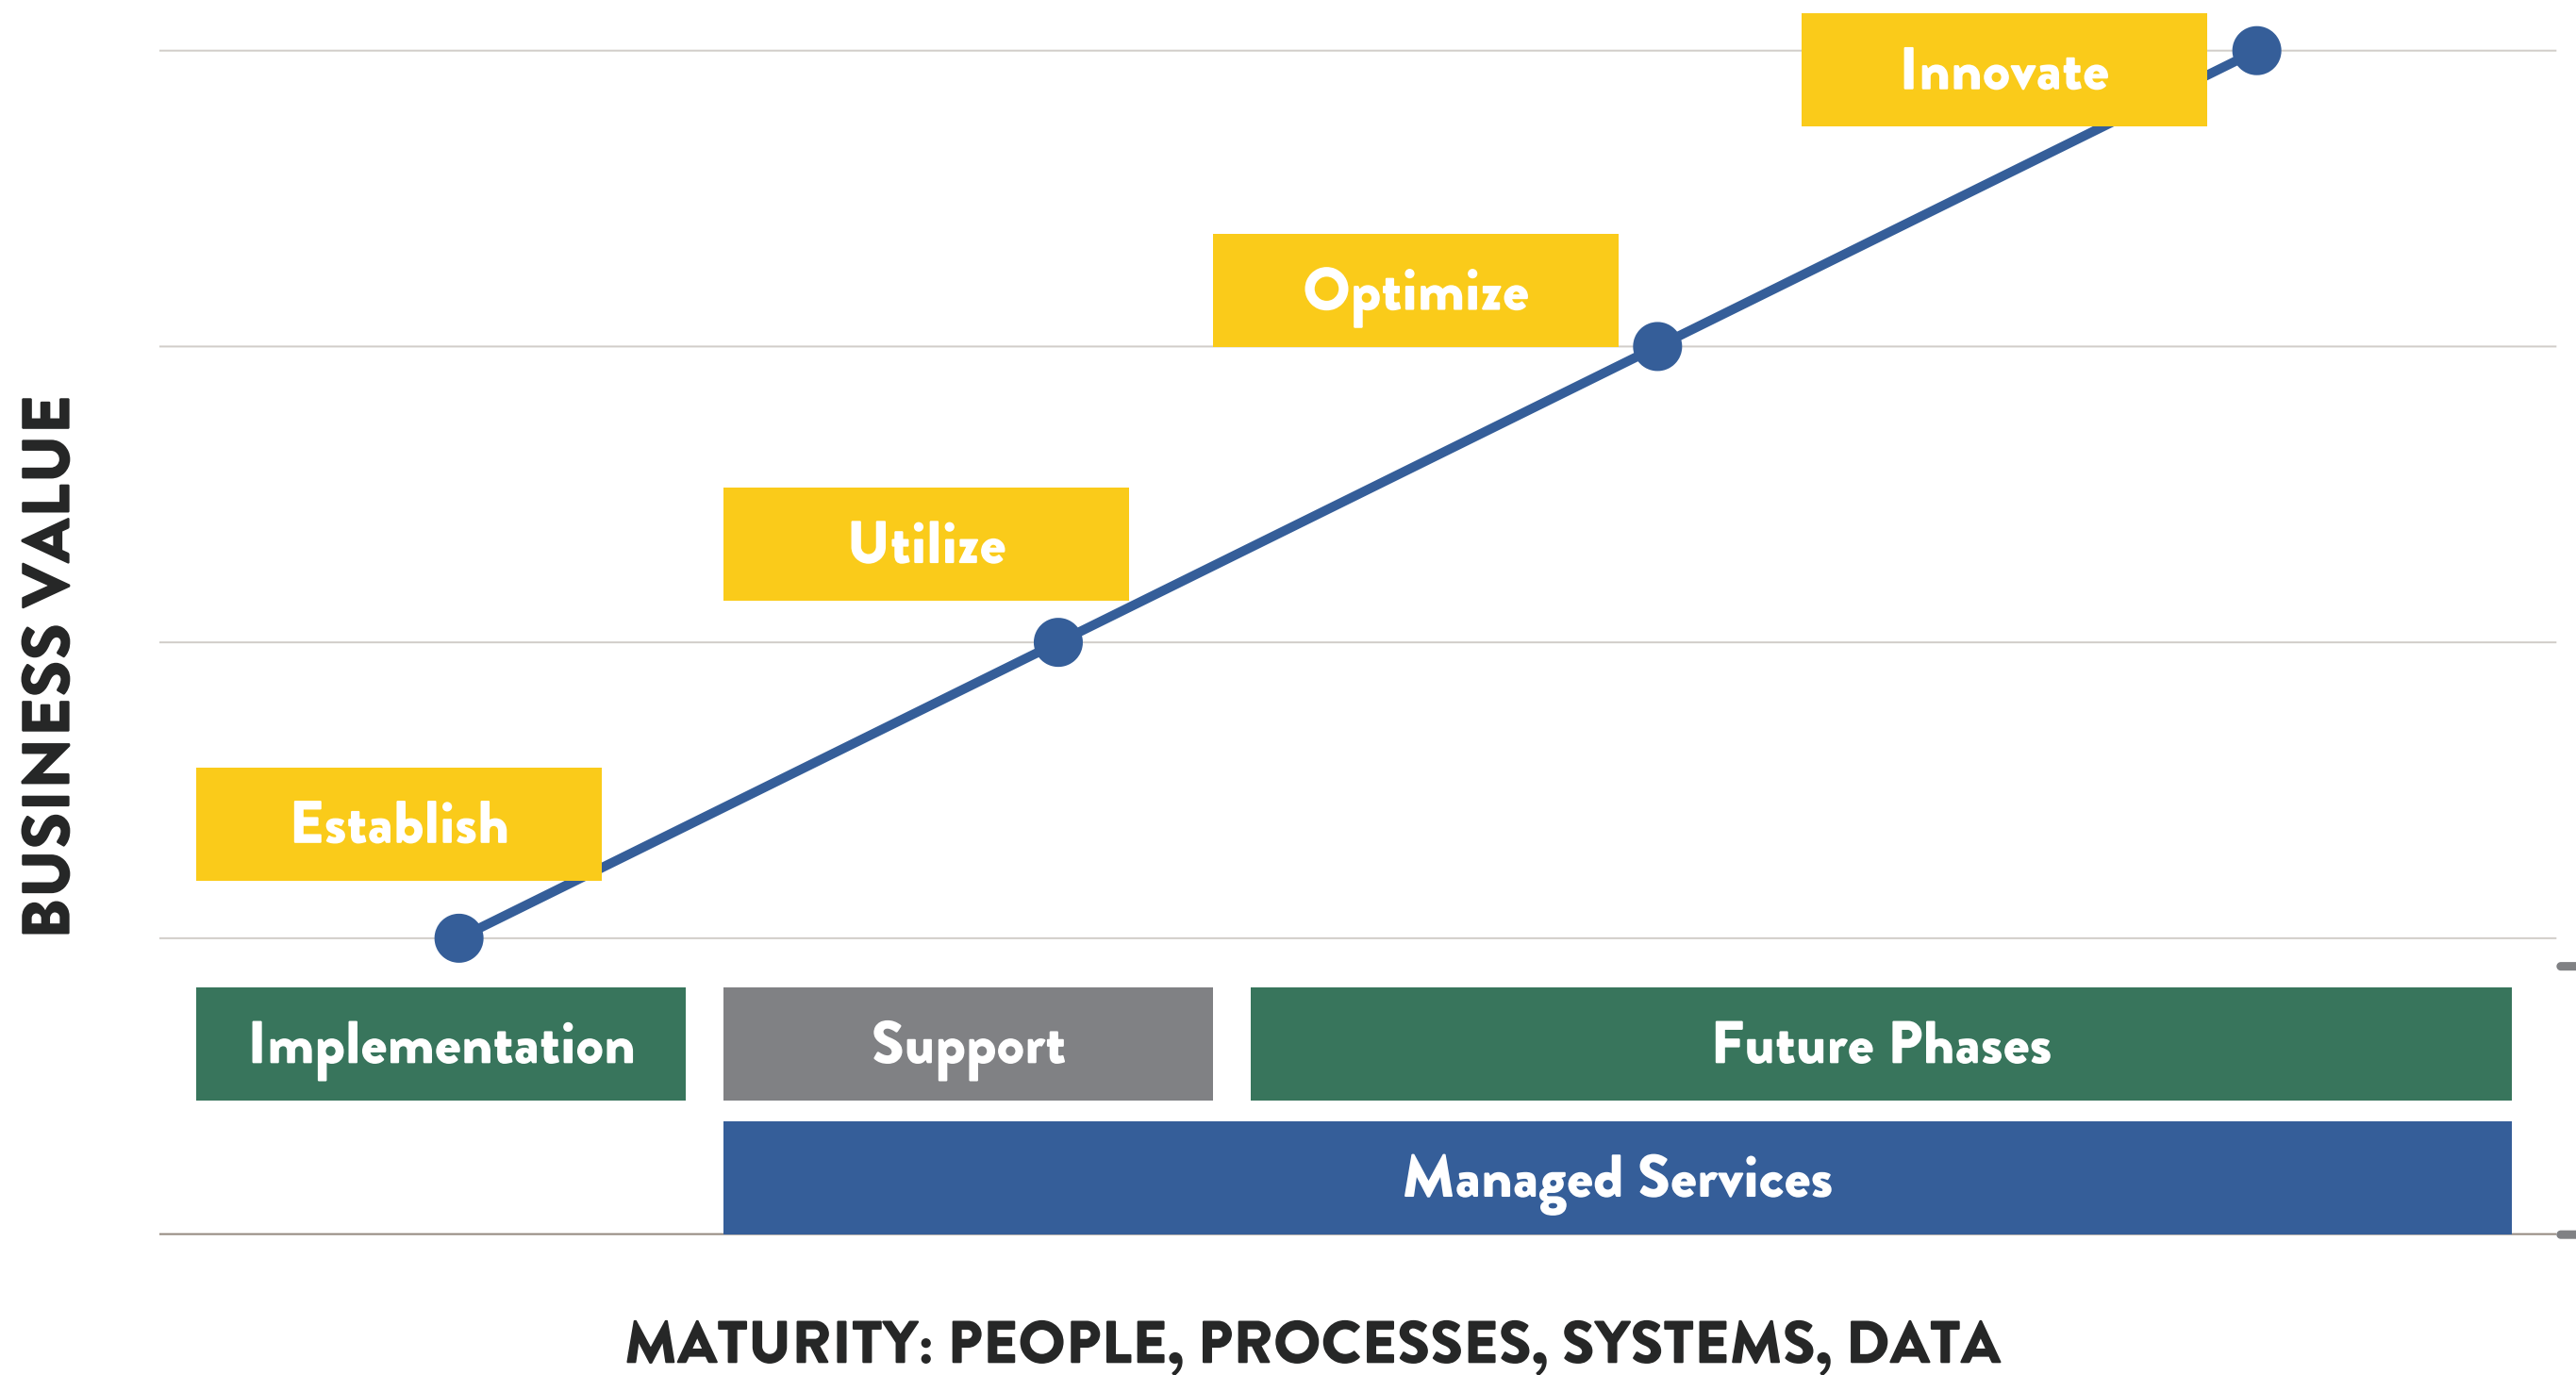 Innovate
Optimize
Utilize
Establish
BUSINESS VALUE
Implementation
Support
Future Phases
Managed Services
MATURITY: PEOPLE, PROCESSES, SYSTEMS, DATA